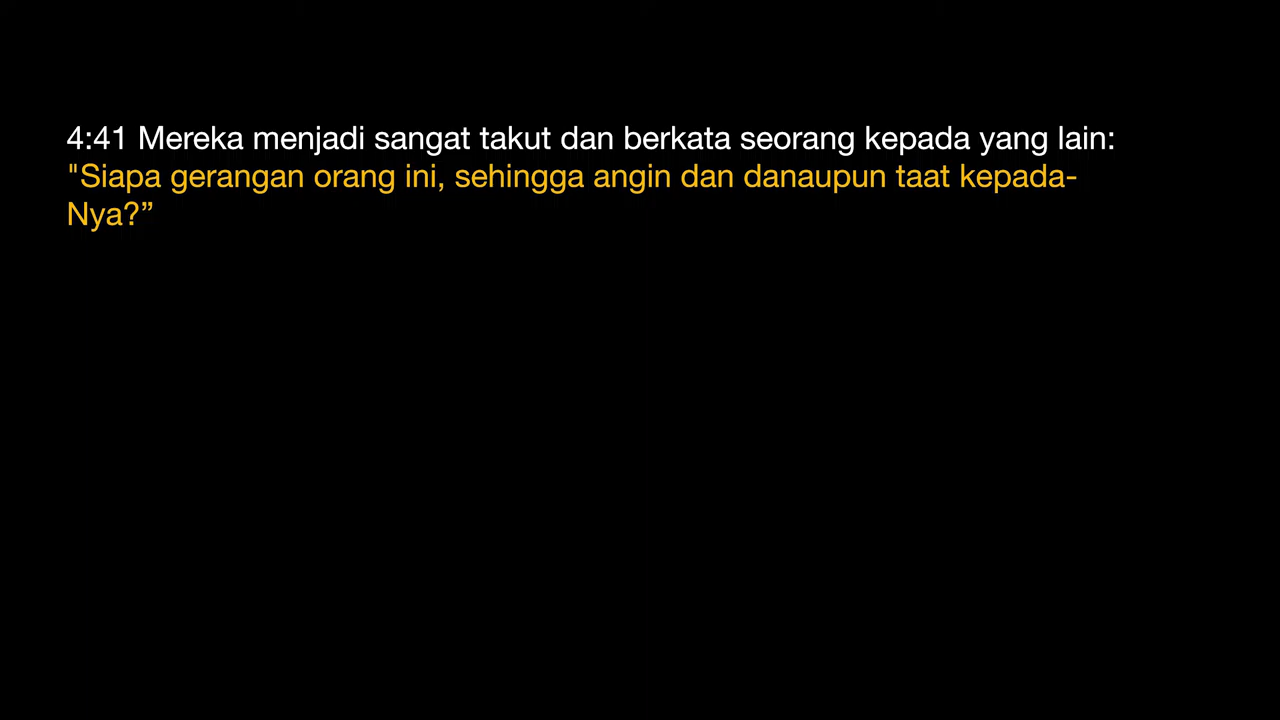 4:41 Mereka menjadi sangat takut dan berkata seorang kepada yang lain:
"Siapa gerangan orang ini, sehingga angin dan danaupun taat kepada-
Nya?”